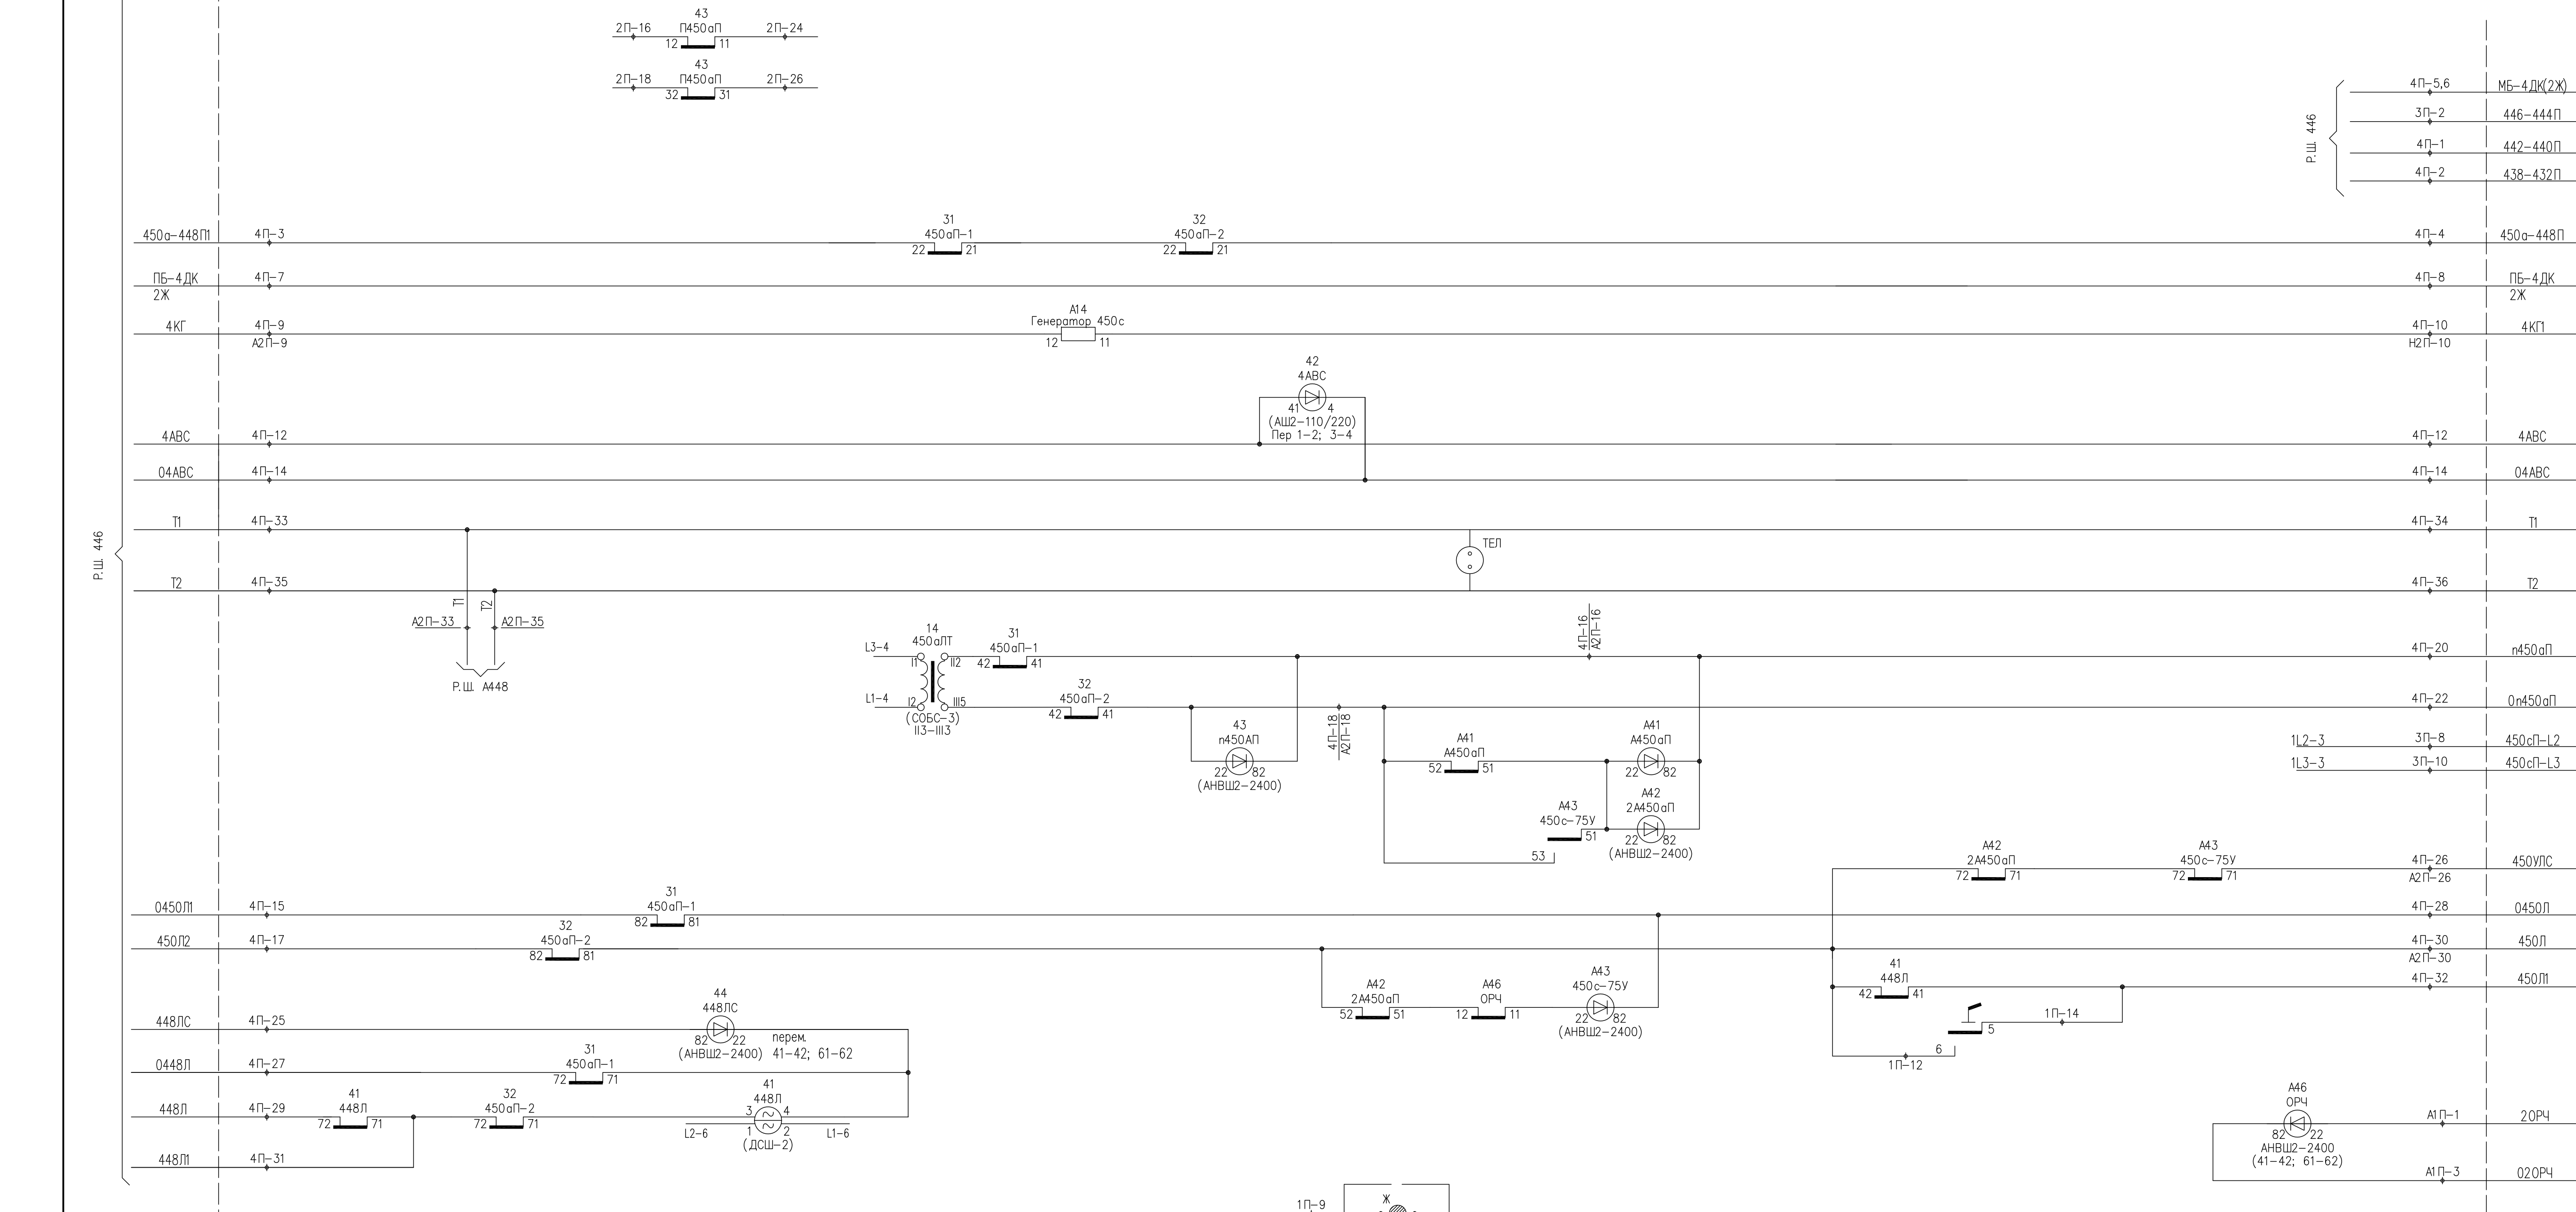 43
2П-16 П450аП 2П-24
12 11
43
2П-18 П450аП 2П-26
32 31
Р.Ш. 446
4П-5,6 МБ-4ДК(2Ж)
3П-2 446-444П
4П-1 442-440П
4П-2 438-432П
31 32
450а-448П1 4П-3 450аП-1 450аП-2 4П-4 450а-448П
22 21 22 21
ПБ-4ДК 4П-7 4П-8 ПБ-4ДК
2Ж 2Ж
А14
4КГ 4П-9 Генератор 450с 4П-10 4КГ1
А2П-9 12 11 Н2П-10
42
4АВС
41 4
(АШ2-110/220)
Пер 1-2; 3-4
4АВС 4П-12 4П-12 4АВС
04АВС 4П-14 4П-14 04АВС
Т1 4П-33 4П-34 Т1
ТЕЛ
Р.Ш. 446
Т2 4П-35 4П-36 Т2
Т1 Т2
А2П-33 А2П-35
Р.Ш. А448
4П-16
А2П-16
14 31
L3-4 450аЛТ 450аП-1 4П-20 п450аП
I1 II2 42 41
32
L1-4 450аП-2 4П-22 0п450аП
I2 III5 42 41
(СОБС-3)
II3-III3
4П-18
А2П-18
43 А41 А41
п450АП А450аП А450аП
22 82 52 51 22 82
(АНВШ2-2400)
1L2-3 3П-8 450сП-L2
1L3-3 3П-10 450сП-L3
А43 А42
450с-75У 2А450аП
51 22 82
53 (АНВШ2-2400)
А42 А43
2А450аП 450с-75У 4П-26 450УЛС
72 71 72 71 А2П-26
31
0450Л1 4П-15 450аП-1 4П-28 0450Л
82 81
32
450Л2 4П-17 450аП-2 4П-30 450Л
82 81 А2П-30
А42 А46 А43
2А450аП ОРЧ 450с-75У
52 51 12 11 22 82
(АНВШ2-2400)
41
448Л 4П-32 450Л1
42 41
1П-14
5
6
1П-12
44
448ЛС
448ЛС 4П-25
82 22 перем.
(АНВШ2-2400) 41-42; 61-62
31
0448Л 4П-27 450аП-1
72 71
41 32 41
448Л 4П-29 448Л 450аП-2 448Л
72 71 72 71 3 4
L2-6 1 2 L1-6
(ДСШ-2)
448Л1 4П-31
А46
ОРЧ
А1П-1 2ОРЧ
82 22
АНВШ2-2400
(41-42; 61-62)
А1П-3 02ОРЧ
Ж
1П-9